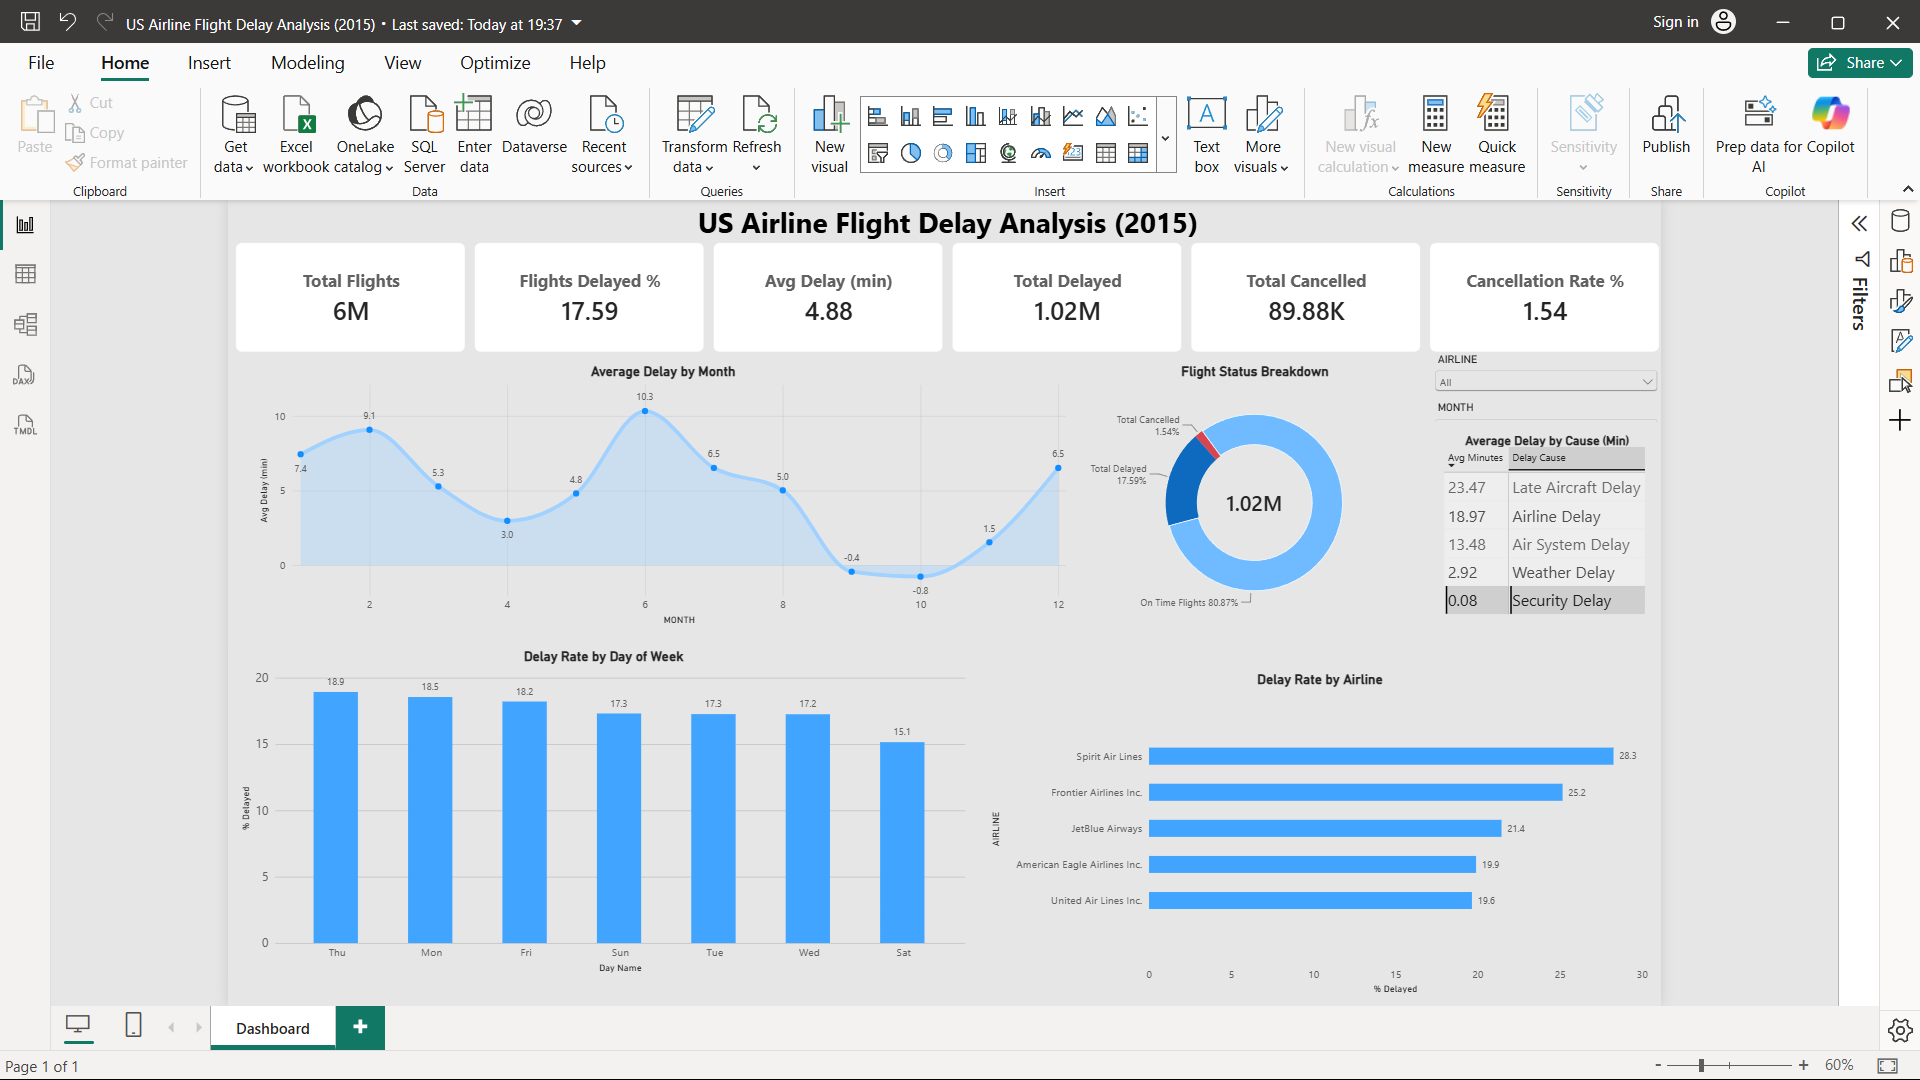 US Airline Flight Delay Analysis (2015) • Last saved: Today at 19:37
Sign in
File Home Insert Modeling View Optimize Help
Share
Paste
Cut
Copy
Format painter
Clipboard
Get data
Excel workbook
OneLake catalog
SQL Server
Enter data
Dataverse
Recent sources
Data
Transform data
Refresh
Queries
New visual
Text box
More visuals
Insert
New visual calculation
New measure
Quick measure
Calculations
Sensitivity
Sensitivity
Publish
Share
Prep data for AI
Copilot
Copilot
DAX
TMDL
Filters
US Airline Flight Delay Analysis (2015)
Total Flights
6M
Flights Delayed %
17.59
Avg Delay (min)
4.88
Total Delayed
1.02M
Total Cancelled
89.88K
Cancellation Rate %
1.54
Average Delay by Month
Avg Delay (min)
10
5
0
7.4
9.1
5.3
3.0
4.8
10.3
6.5
5.0
-0.4
-0.8
1.5
6.5
2 4 6 8 10 12
MONTH
Flight Status Breakdown
Total Cancelled
1.54%
Total Delayed
17.59%
1.02M
On Time Flights 80.87%
AIRLINE
All
MONTH
Average Delay by Cause (Min)
Avg Minutes Delay Cause
23.47 Late Aircraft Delay
18.97 Airline Delay
13.48 Air System Delay
2.92 Weather Delay
0.08 Security Delay
Delay Rate by Day of Week
% Delayed
20
15
10
5
0
18.9 18.5 18.2 17.3 17.3 17.2 15.1
Thu Mon Fri Sun Tue Wed Sat
Day Name
Delay Rate by Airline
AIRLINE
Spirit Air Lines 28.3
Frontier Airlines Inc. 25.2
JetBlue Airways 21.4
American Eagle Airlines Inc. 19.9
United Air Lines Inc. 19.6
0 5 10 15 20 25 30
% Delayed
Dashboard
Page 1 of 1
- + 60%